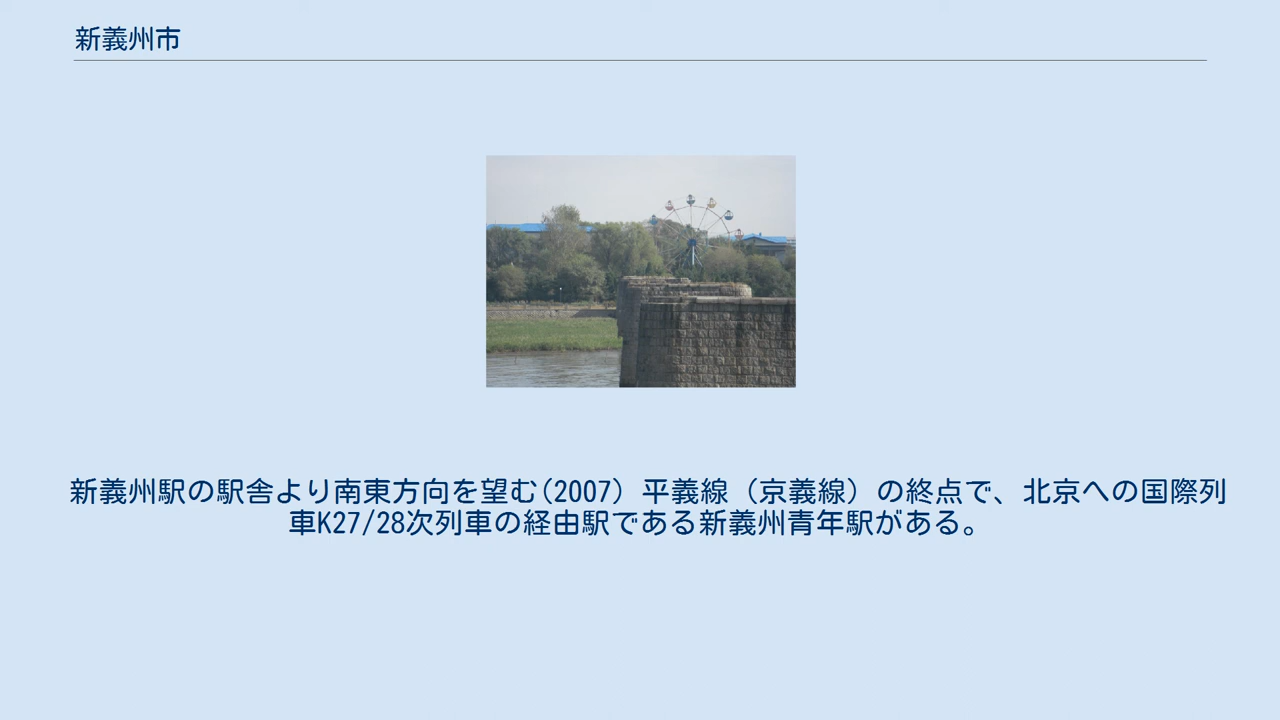 新義州市
新義州駅の駅舎より南東方向を望む(2007) 平義線（京義線）の終点で、北京への国際列
車K27/28次列車の経由駅である新義州青年駅がある。